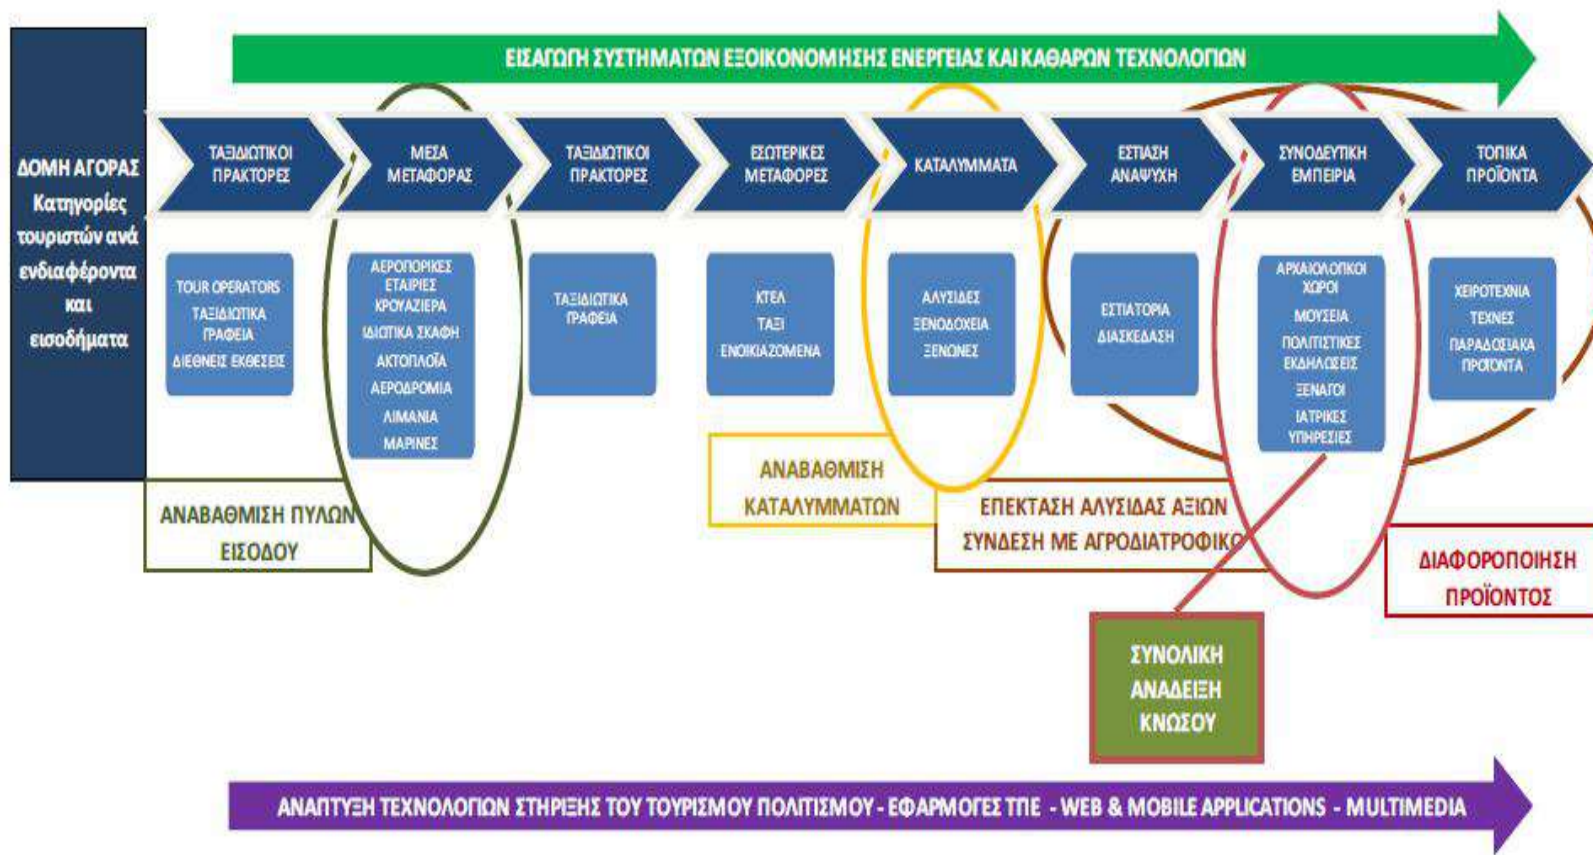 ΕΙΣΑΓΩΓΗ ΣΥΣΤΗΜΑΤΩΝ ΕΞΟΙΚΟΝΟΜΗΣΗΣ ΕΝΕΡΓΕΙΑΣ ΚΑΙ ΚΑΘΑΡΩΝ ΤΕΧΝΟΛΟΓΙΩΝ
ΔΟΜΗ ΑΓΟΡΑΣ
Κατηγορίες
τουριστών ανά
ενδιαφέροντα
και
εισοδήματα
ΤΑΞΙΔΙΩΤΙΚΟΙ
ΠΡΑΚΤΟΡΕΣ
ΜΕΣΑ
ΜΕΤΑΦΟΡΑΣ
ΤΑΞΙΔΙΩΤΙΚΟΙ
ΠΡΑΚΤΟΡΕΣ
ΕΣΩΤΕΡΙΚΕΣ
ΜΕΤΑΦΟΡΕΣ
ΚΑΤΑΛΥΜΜΑΤΑ
ΕΣΤΙΑΣΗ
ΑΝΑΨΥΧΗ
ΣΥΝΟΔΕΥΤΙΚΗ
ΕΜΠΕΙΡΙΑ
ΤΟΠΙΚΑ
ΠΡΟΪΟΝΤΑ
TOUR OPERATORS
ΤΑΞΙΔΙΩΤΙΚΑ
ΓΡΑΦΕΙΑ
ΔΙΕΘΝΕΙΣ ΕΚΘΕΣΕΙΣ
ΑΕΡΟΠΟΡΙΚΕΣ
ΕΤΑΙΡΙΕΣ
ΚΡΟΥΑΖΙΕΡΑ
ΙΔΙΩΤΙΚΑ ΣΚΑΦΗ
ΑΚΤΟΠΛΟΪΑ
ΑΕΡΟΔΡΟΜΙΑ
ΛΙΜΑΝΙΑ
ΜΑΡΙΝΕΣ
ΤΑΞΙΔΙΩΤΙΚΑ
ΓΡΑΦΕΙΑ
ΚΤΕΛ
ΤΑΞΙ
ΕΝΟΙΚΙΑΖΟΜΕΝΑ
ΑΛΥΣΙΔΕΣ
ΞΕΝΟΔΟΧΕΙΑ
ΞΕΝΩΝΕΣ
ΕΣΤΙΑΤΟΡΙΑ
ΔΙΑΣΚΕΔΑΣΗ
ΑΡΧΑΙΟΛΟΓΙΚΟΙ
ΧΩΡΟΙ
ΜΟΥΣΕΙΑ
ΠΟΛΙΤΙΣΤΙΚΕΣ
ΕΚΔΗΛΩΣΕΙΣ
ΞΕΝΑΓΟΙ
ΙΑΤΡΙΚΕΣ
ΥΠΗΡΕΣΙΕΣ
ΧΕΙΡΟΤΕΧΝΙΑ
ΤΕΧΝΕΣ
ΠΑΡΑΔΟΣΙΑΚΑ
ΠΡΟΪΟΝΤΑ
ΑΝΑΒΑΘΜΙΣΗ ΠΥΛΩΝ
ΕΙΣΟΔΟΥ
ΑΝΑΒΑΘΜΙΣΗ
ΚΑΤΑΛΥΜΜΑΤΩΝ
ΕΠΕΚΤΑΣΗ ΑΛΥΣΙΔΑΣ ΑΞΙΩΝ
ΣΥΝΔΕΣΗ ΜΕ ΑΓΡΟΔΙΑΤΡΟΦΙΚΟ
ΔΙΑΦΟΡΟΠΟΙΗΣΗ
ΠΡΟΪΟΝΤΟΣ
ΣΥΝΟΛΙΚΗ
ΑΝΑΔΕΙΞΗ
ΚΝΩΣΟΥ
ΑΝΑΠΤΥΞΗ ΤΕΧΝΟΛΟΓΙΩΝ ΣΤΗΡΙΞΗΣ ΤΟΥ ΤΟΥΡΙΣΜΟΥ ΠΟΛΙΤΙΣΜΟΥ - ΕΦΑΡΜΟΓΕΣ ΤΠΕ - WEB & MOBILE APPLICATIONS - MULTIMEDIA